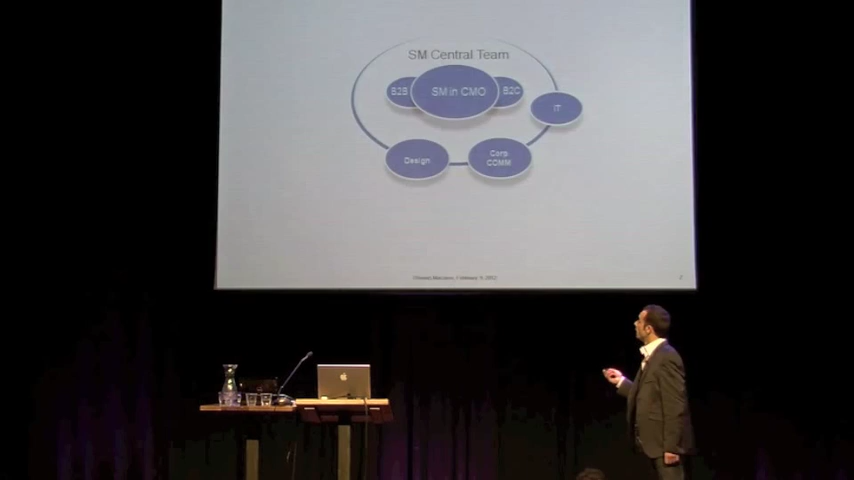 SM Central Team
B2B
SM in CMO
B2C
IT
Design
Corp
COMM